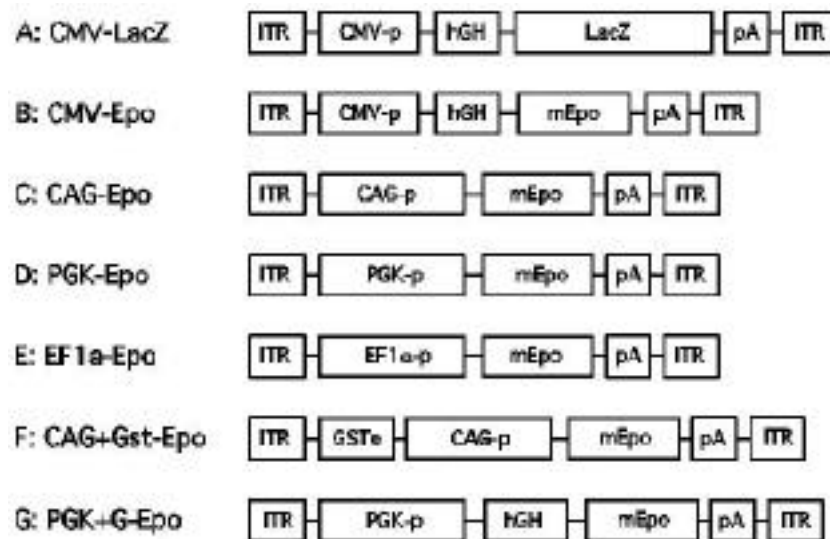 A: CMV-LacZ ITR CMV-p hGH LacZ pA ITR
B: CMV-Epo ITR CMV-p hGH mEpo pA ITR
C: CAG-Epo ITR CAG-p mEpo pA ITR
D: PGK-Epo ITR PGK-p mEpo pA ITR
E: EF1a-Epo ITR EF1α-p mEpo pA ITR
F: CAG+Gst-Epo ITR GSTe CAG-p mEpo pA ITR
G: PGK+G-Epo ITR PGK-p hGH mEpo pA ITR